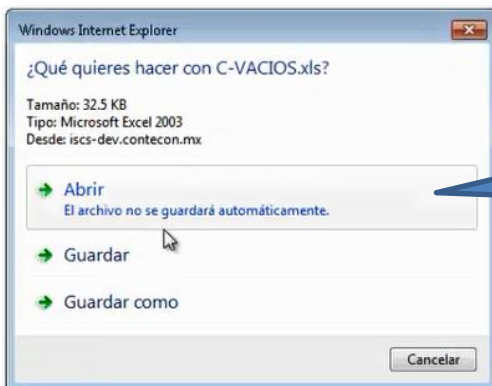 Windows Internet Explorer
¿Qué quieres hacer con C-VACIOS.xls?
Tamaño: 32.5 KB
Tipo: Microsoft Excel 2003
Desde: iscs-dev.contecon.mx
Abrir
El archivo no se guardará automáticamente.
Guardar
Guardar como
Cancelar